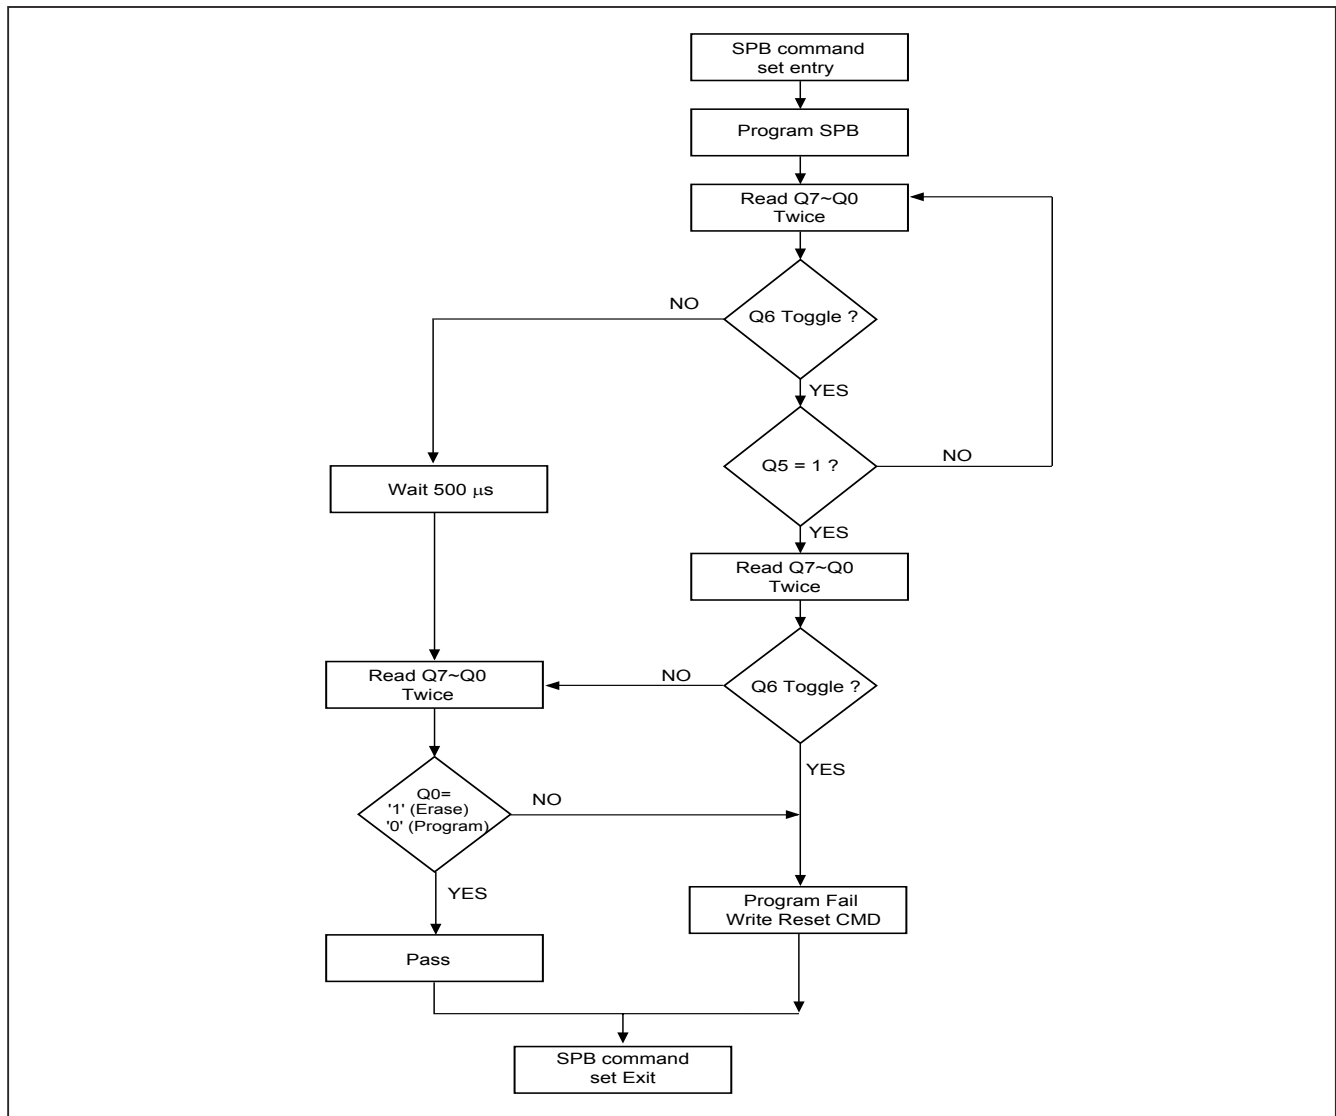 SPB command
set entry
Program SPB
Read Q7~Q0
Twice
Q6 Toggle ?
NO
YES
Q5 = 1 ?
NO
Wait 500 μs
YES
Read Q7~Q0
Twice
Read Q7~Q0
Twice
NO
Q6 Toggle ?
YES
Q0=
'1' (Erase)
'0' (Program)
NO
YES
Program Fail
Write Reset CMD
Pass
SPB command
set Exit